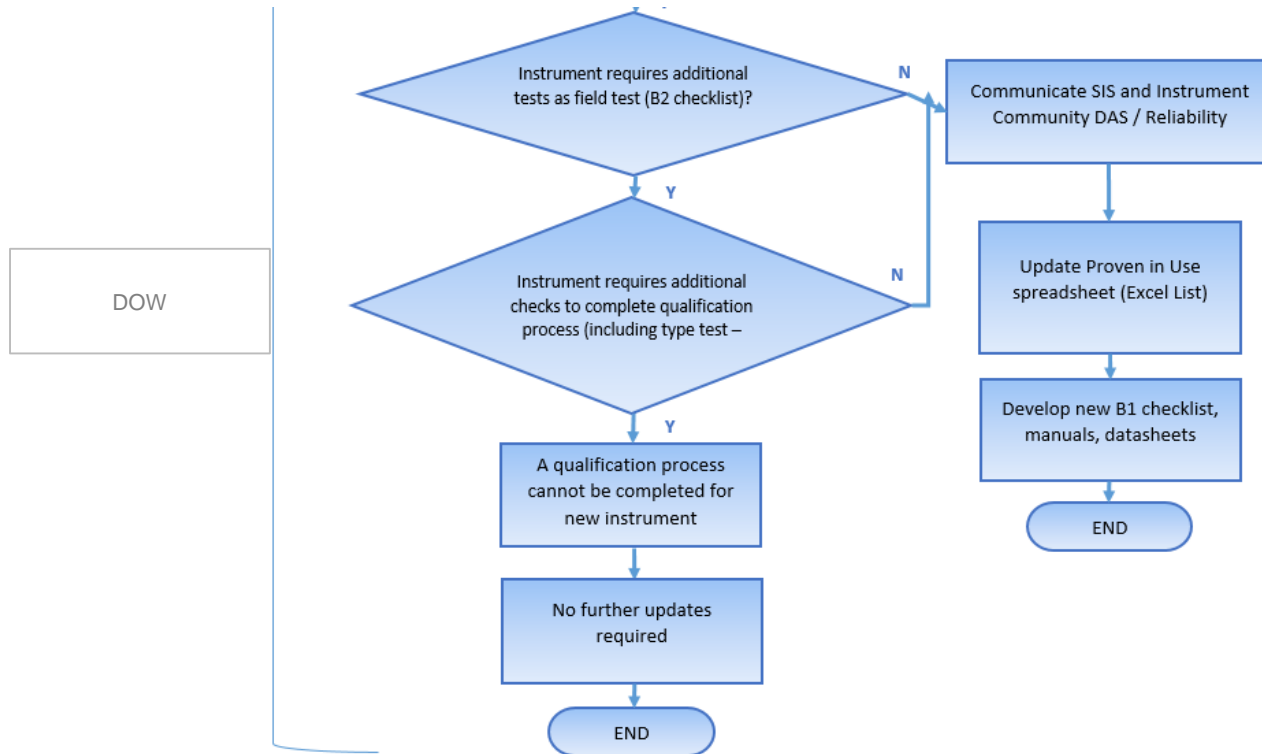 Instrument requires additional
tests as field test (B2 checklist)?
N
Communicate SIS and Instrument
Community DAS / Reliability
Y
DOW
Instrument requires additional
checks to complete qualification
process (including type test –
N
Update Proven in Use
spreadsheet (Excel List)
Y
Develop new B1 checklist,
manuals, datasheets
A qualification process
cannot be completed for
new instrument
END
No further updates
required
END